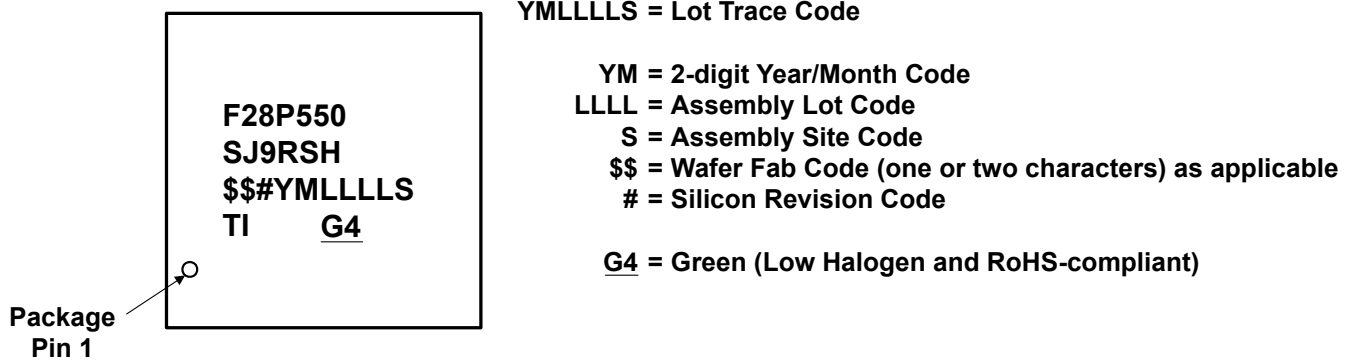 F28P550
SJ9RSH
$$#YMLLLLS
TI G4
Package
Pin 1
YMLLLLS = Lot Trace Code
YM = 2-digit Year/Month Code
LLLL = Assembly Lot Code
S = Assembly Site Code
$$ = Wafer Fab Code (one or two characters) as applicable
# = Silicon Revision Code
G4 = Green (Low Halogen and RoHS-compliant)